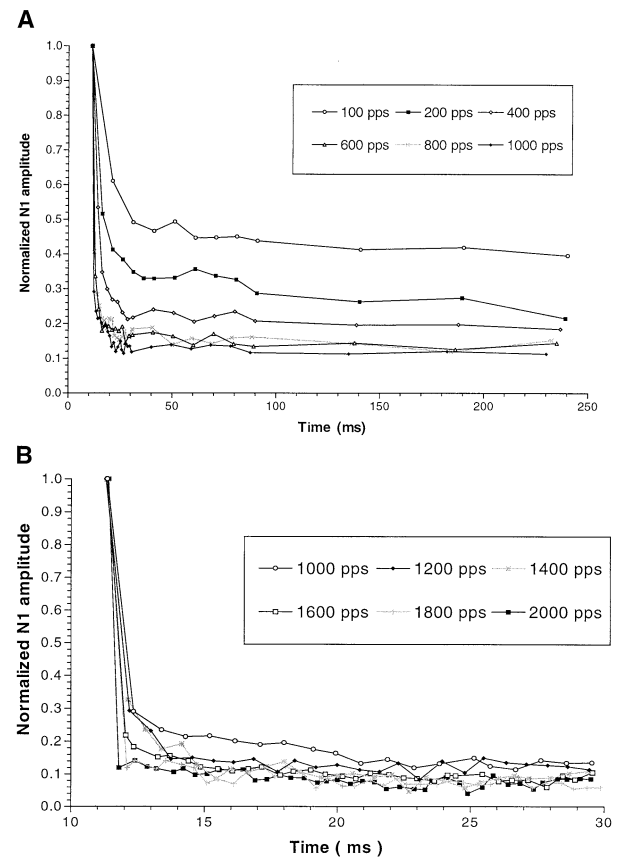 A
Normalized N1 amplitude
1.0
0.9
0.8
0.7
0.6
0.5
0.4
0.3
0.2
0.1
0.0
100 pps 200 pps 400 pps
600 pps 800 pps 1000 pps
0 50 100 150 200 250
Time (ms)
B
Normalized N1 amplitude
1.0
0.9
0.8
0.7
0.6
0.5
0.4
0.3
0.2
0.1
0.0
1000 pps 1200 pps 1400 pps
1600 pps 1800 pps 2000 pps
10 15 20 25 30
Time ( ms )